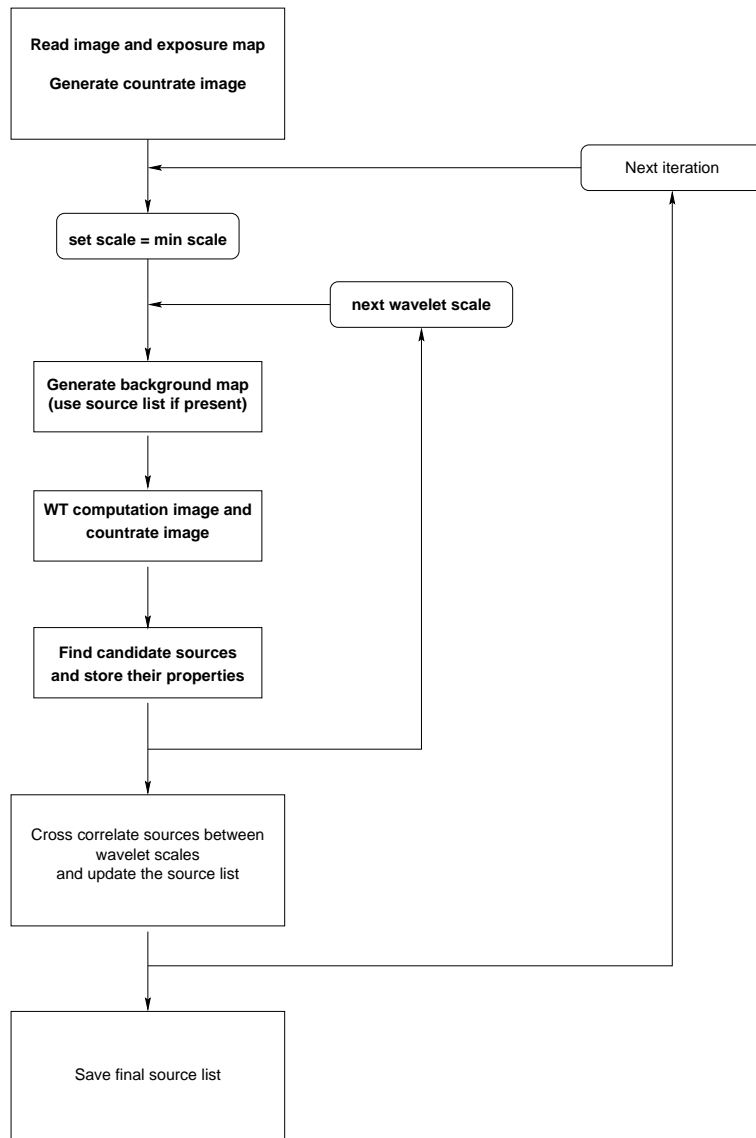 Read image and exposure map
Generate countrate image
Next iteration
set scale = min scale
next wavelet scale
Generate background map
(use source list if present)
WT computation image and
countrate image
Find candidate sources
and store their properties
Cross correlate sources between
wavelet scales
and update the source list
Save final source list